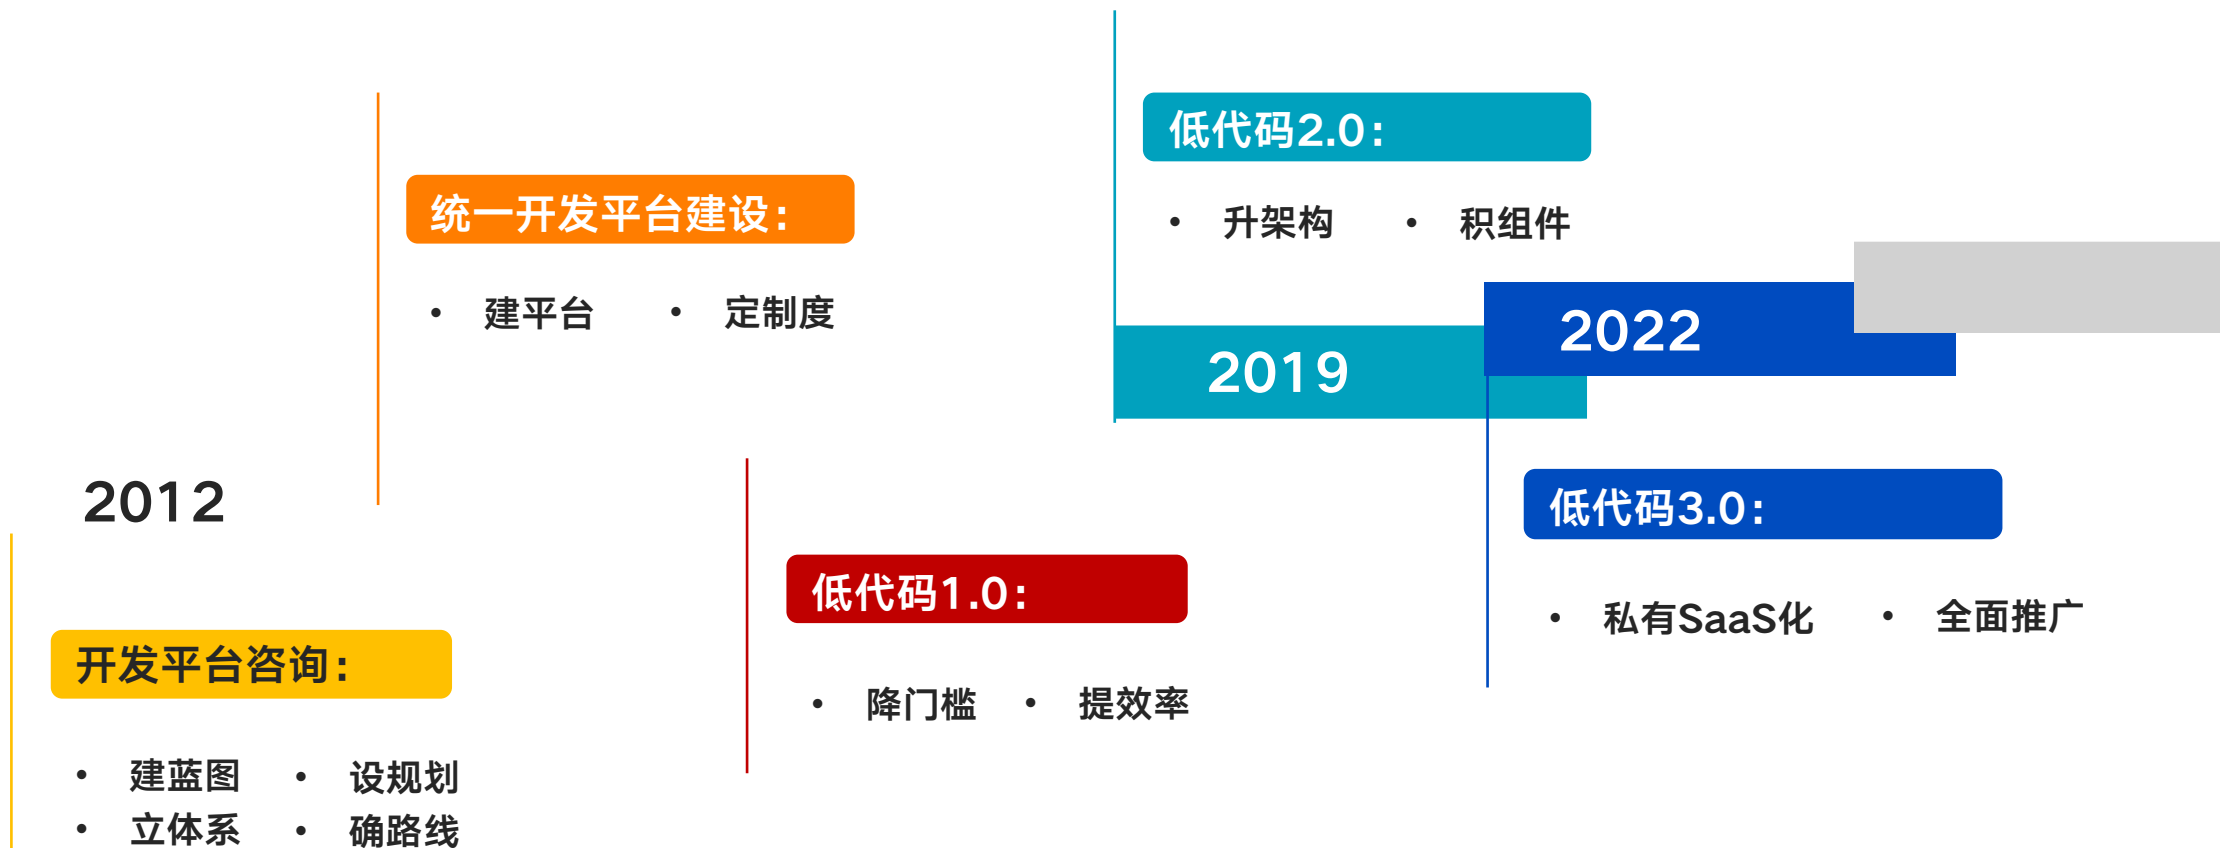 低代码2.0：
统一开发平台建设：
• 升架构 • 积组件
• 建平台 • 定制度
2022
2019
2012
低代码3.0：
低代码1.0：
• 私有SaaS化 • 全面推广
开发平台咨询：
• 降门槛 • 提效率
• 建蓝图 • 设规划
• 立体系 • 确路线